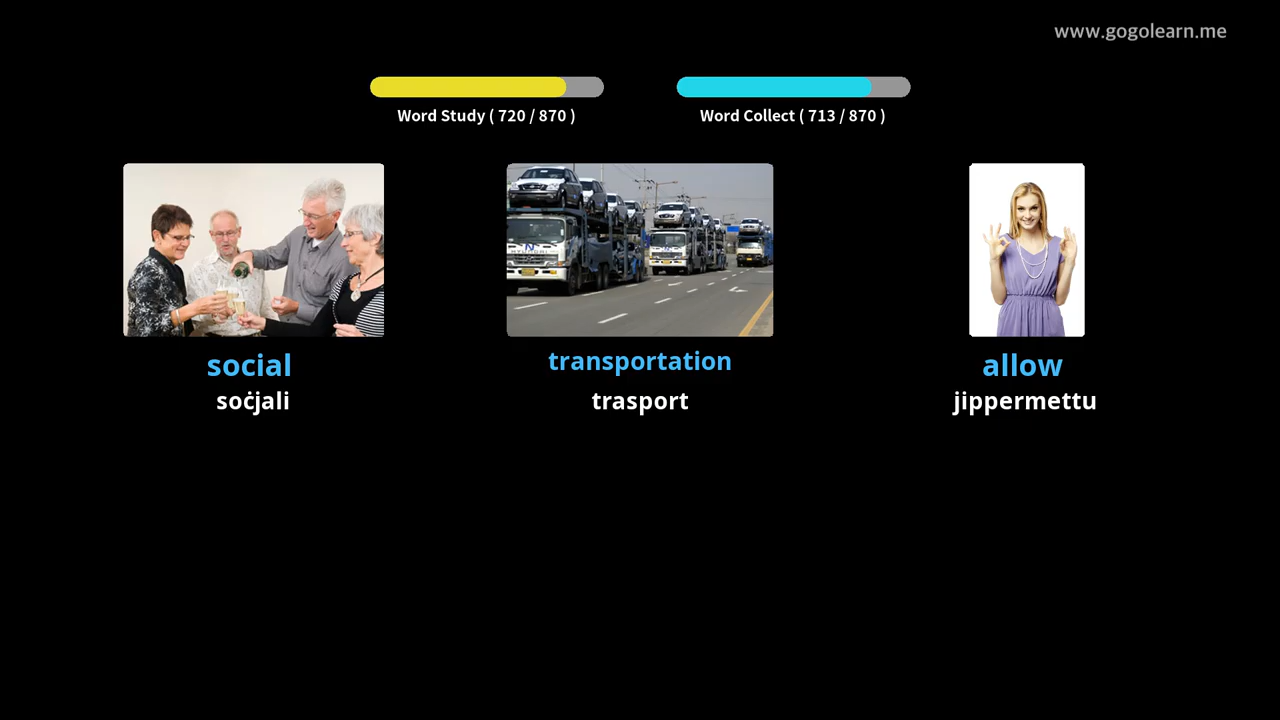 www.gogolearn.me
Word Study ( 720 / 870 )
Word Collect ( 713 / 870 )
social
transportation
allow
soċjali
trasport
jippermettu